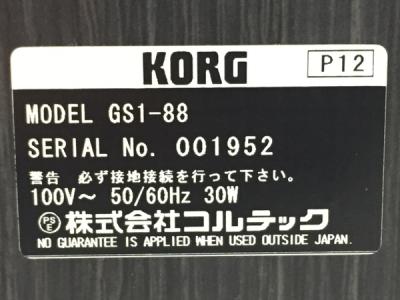 KORG
P12
MODEL GS1-88
SERIAL No. 001952
警告 必ず接地接続を行って下さい。
100V～ 50/60Hz 30W
PSE 株式会社コルテック
NO GUARANTEE IS APPLIED WHEN USED OUTSIDE JAPAN.